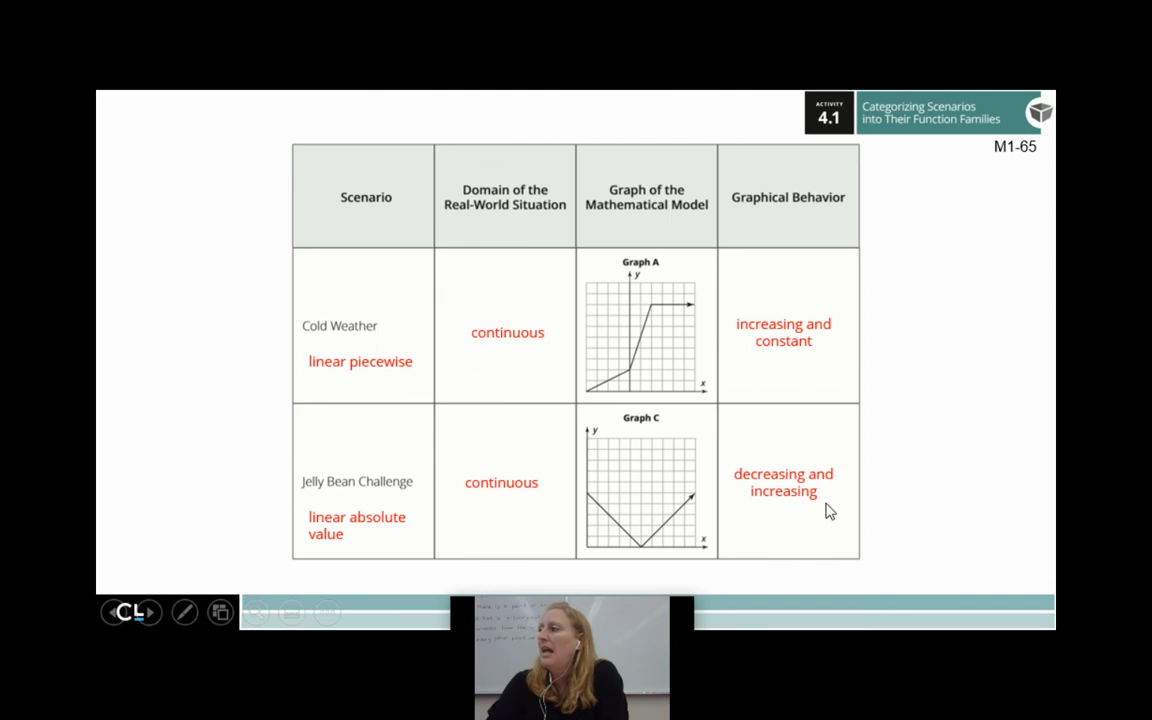 ACTIVITY
4.1
Categorizing Scenarios
into Their Function Families
M1-65
Scenario
Domain of the
Real-World Situation
Graph of the
Mathematical Model
Graphical Behavior
Cold Weather
linear piecewise
continuous
Graph A
y
x
increasing and
constant
Jelly Bean Challenge
linear absolute
value
continuous
Graph C
y
x
decreasing and
increasing
CL